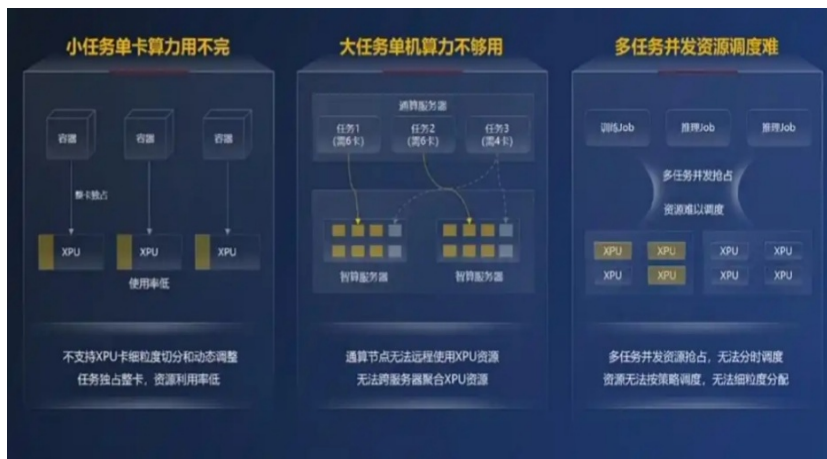 小任务单卡算力用不完
容器
容器
容器
整卡独占
XPU
XPU
XPU
使用率低
不支持XPU卡细粒度切分和动态调整
任务独占整卡，资源利用率低
大任务单机算力不够用
通算服务器
任务1
(需6卡)
任务2
(需6卡)
任务3
(需4卡)
智算服务器
智算服务器
通算节点无法远程使用XPU资源
无法跨服务器聚合XPU资源
多任务并发资源调度难
训练Job
推理Job
推理Job
多任务并发抢占
资源难以调度
XPU
XPU
XPU
XPU
XPU
XPU
XPU
XPU
多任务并发资源抢占，无法分时调度
资源无法按策略调度，无法细粒度分配